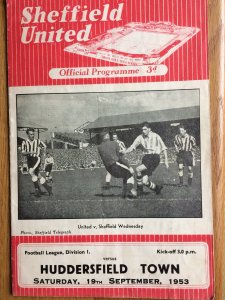 Sheffield
United
Official Programme 3d
United v. Sheffield Wednesday
Photo, Sheffield Telegraph
Football League, Division 1. Kick-off 3.0 p.m.
versus
HUDDERSFIELD TOWN
SATURDAY, 19TH SEPTEMBER, 1953